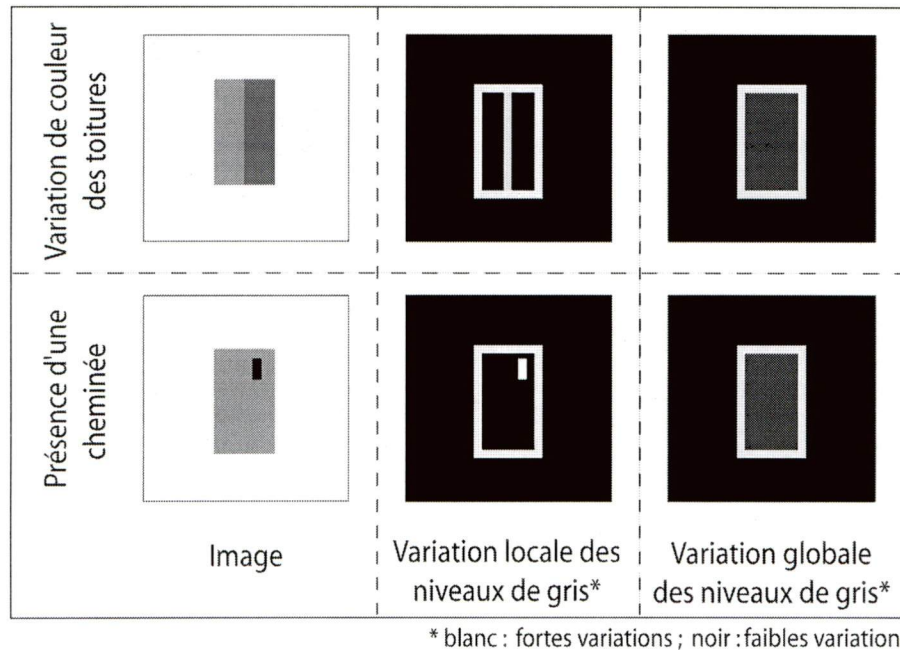 Variation de couleur
des toitures
Présence d'une
cheminée
Image
Variation locale des
niveaux de gris*
Variation globale
des niveaux de gris*
* blanc : fortes variations ; noir : faibles variation